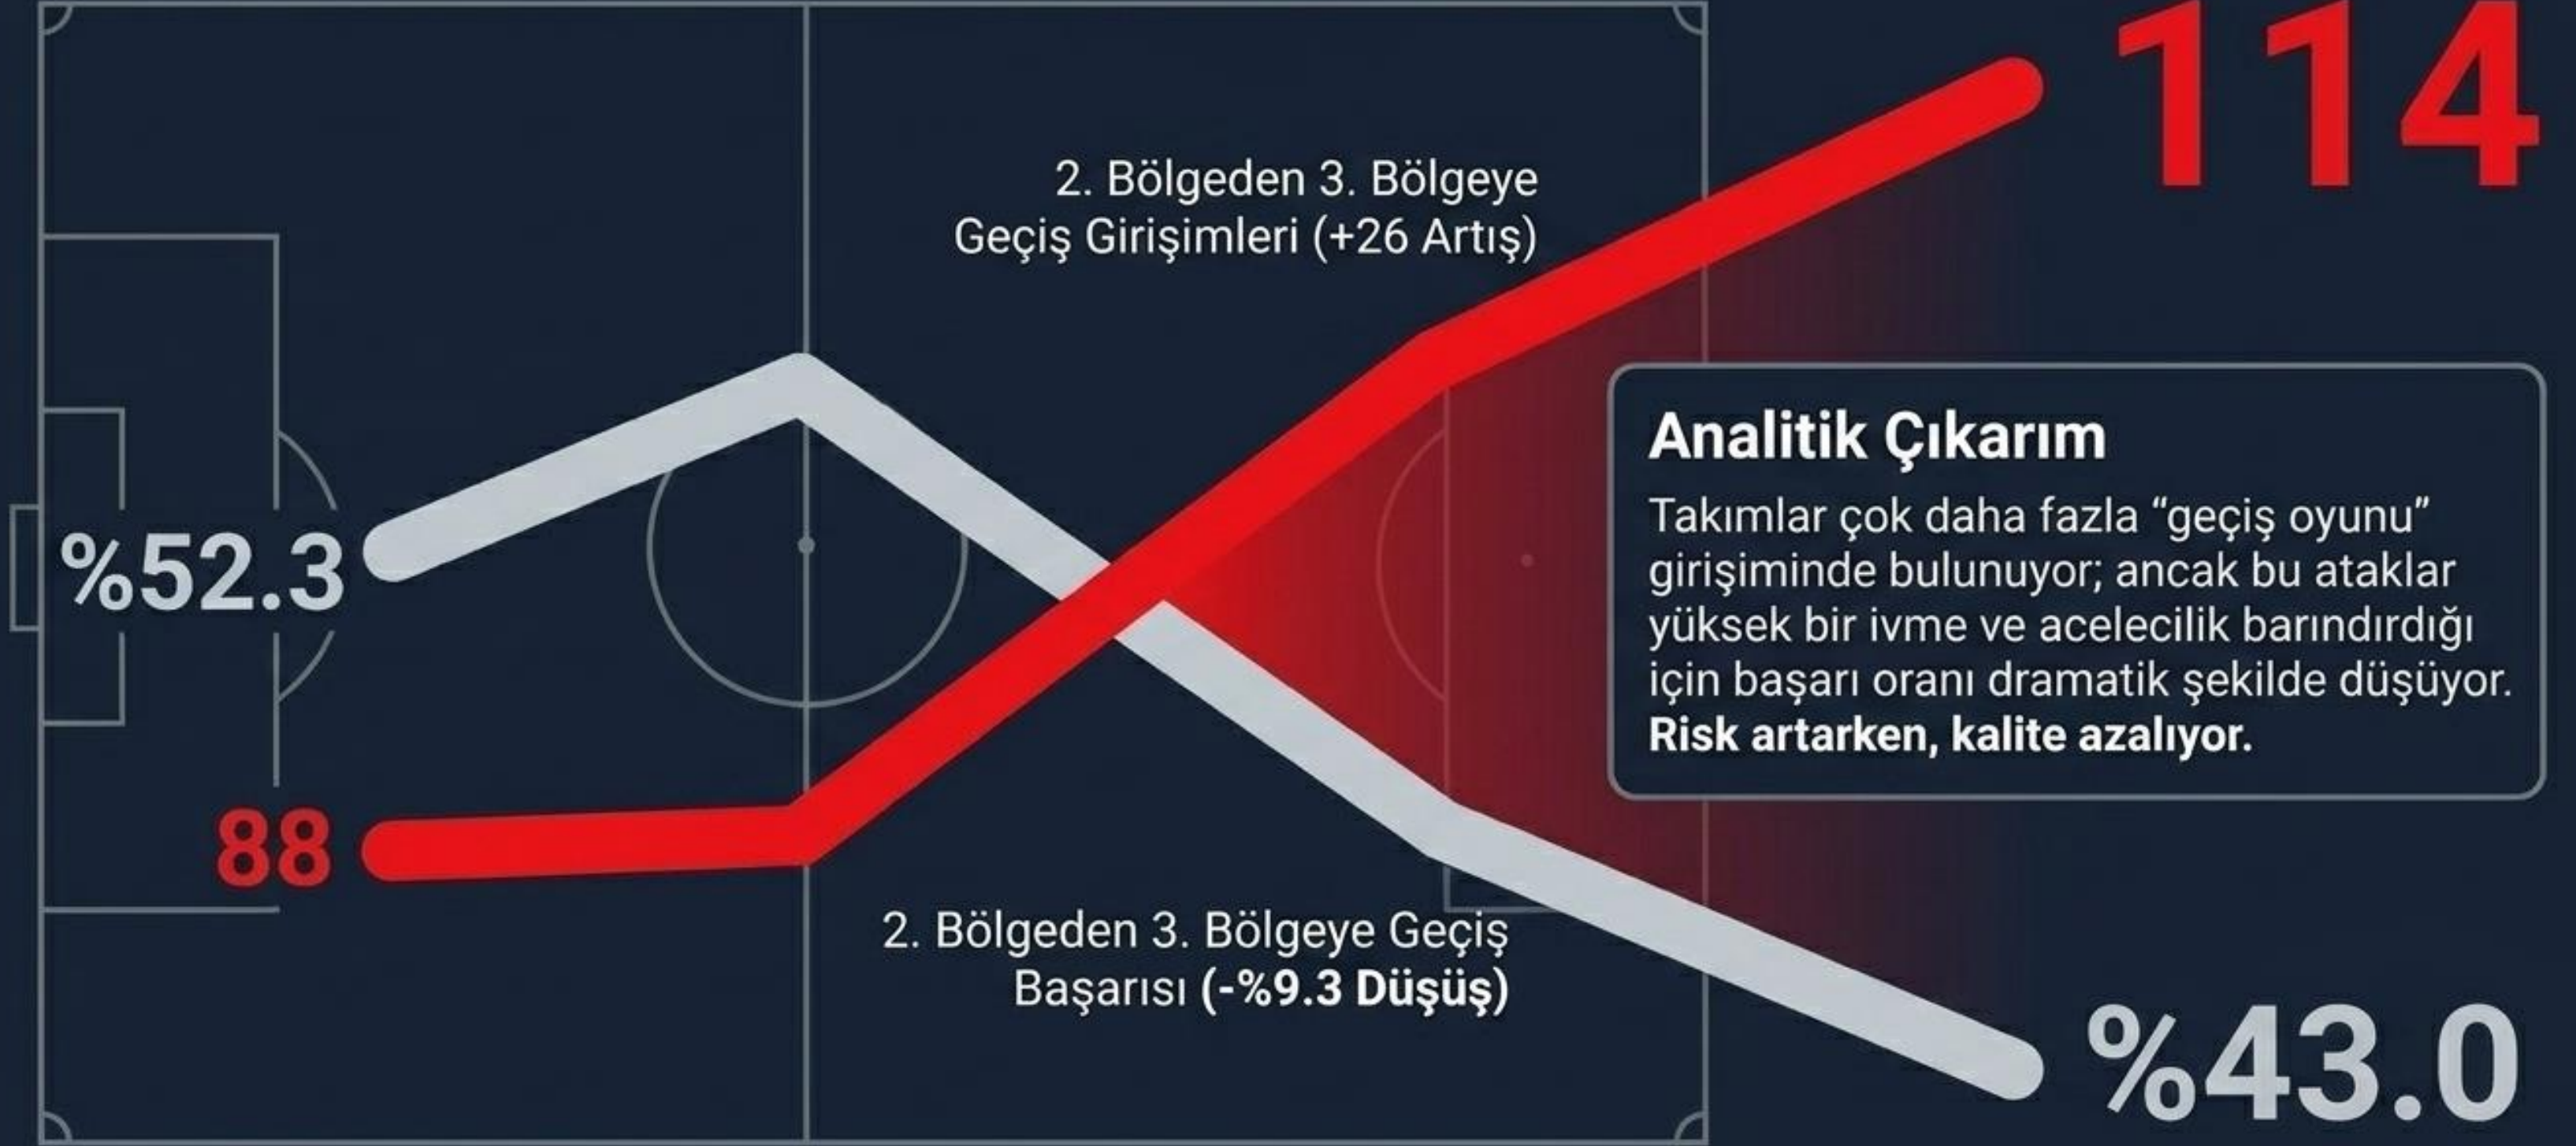 114
2. Bölgeden 3. Bölgeye
Geçiş Girişimleri (+26 Artış)
%52.3
88
Analitik Çıkarım
Takımlar çok daha fazla “geçiş oyunu”
girişiminde bulunuyor; ancak bu ataklar
yüksek bir ivme ve acelecilik barındırdığı
için başarı oranı dramatik şekilde düşüyor.
Risk artarken, kalite azalıyor.
2. Bölgeden 3. Bölgeye Geçiş
Başarısı (-%9.3 Düşüş)
%43.0